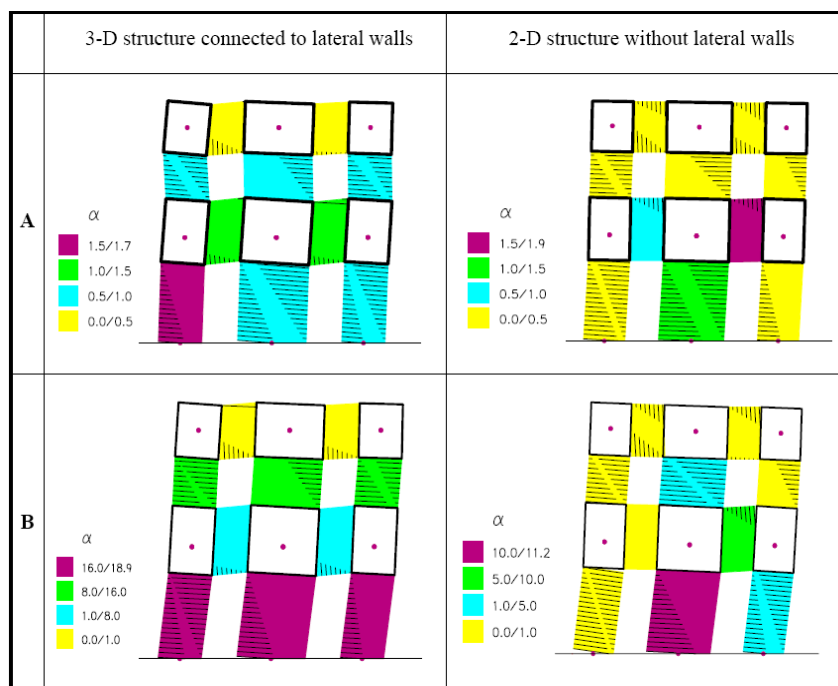 3-D structure connected to lateral walls
2-D structure without lateral walls
A
α
1.5/1.7
1.0/1.5
0.5/1.0
0.0/0.5
α
1.5/1.9
1.0/1.5
0.5/1.0
0.0/0.5
B
α
16.0/18.9
8.0/16.0
1.0/8.0
0.0/1.0
α
10.0/11.2
5.0/10.0
1.0/5.0
0.0/1.0